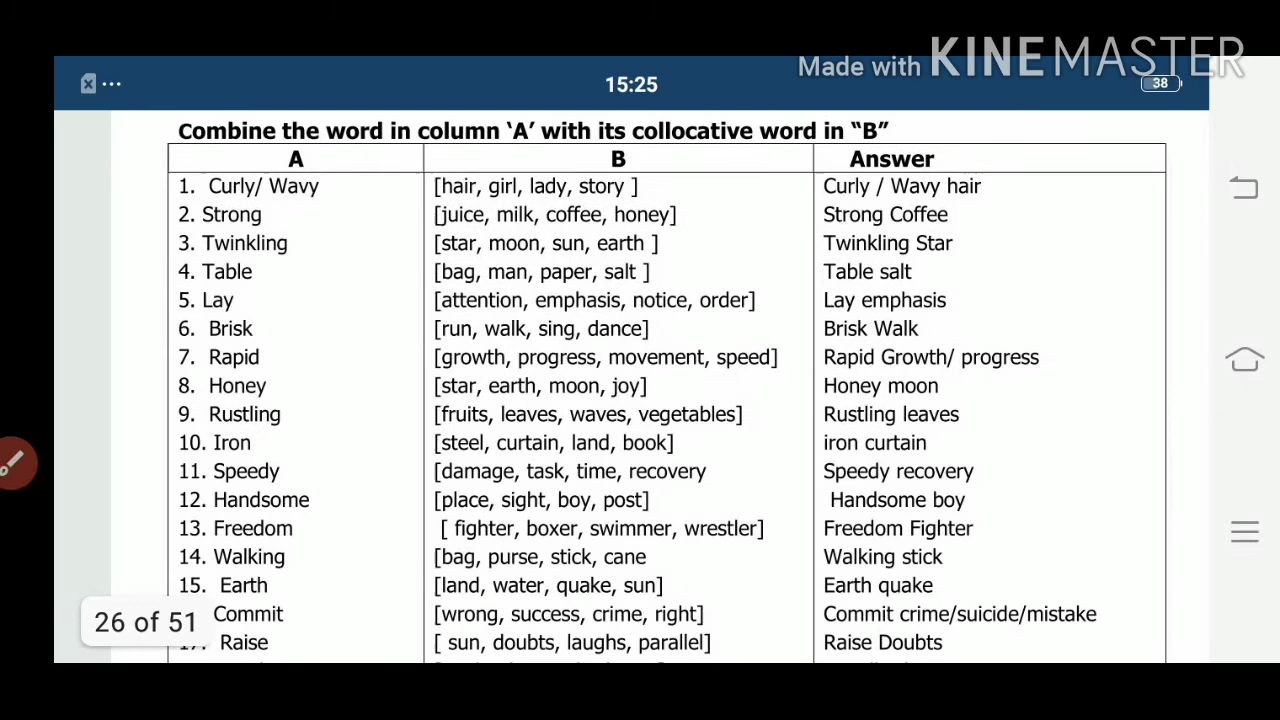 Made with KINEMASTER
15:25
38
Combine the word in column ‘A’ with its collocative word in “B”
A B Answer
1. Curly/ Wavy [hair, girl, lady, story ] Curly / Wavy hair
2. Strong [juice, milk, coffee, honey] Strong Coffee
3. Twinkling [star, moon, sun, earth ] Twinkling Star
4. Table [bag, man, paper, salt ] Table salt
5. Lay [attention, emphasis, notice, order] Lay emphasis
6. Brisk [run, walk, sing, dance] Brisk Walk
7. Rapid [growth, progress, movement, speed] Rapid Growth/ progress
8. Honey [star, earth, moon, joy] Honey moon
9. Rustling [fruits, leaves, waves, vegetables] Rustling leaves
10. Iron [steel, curtain, land, book] iron curtain
11. Speedy [damage, task, time, recovery Speedy recovery
12. Handsome [place, sight, boy, post] Handsome boy
13. Freedom [ fighter, boxer, swimmer, wrestler] Freedom Fighter
14. Walking [bag, purse, stick, cane Walking stick
15. Earth [land, water, quake, sun] Earth quake
26 of 51 Commit [wrong, success, crime, right] Commit crime/suicide/mistake
17. Raise [ sun, doubts, laughs, parallel] Raise Doubts